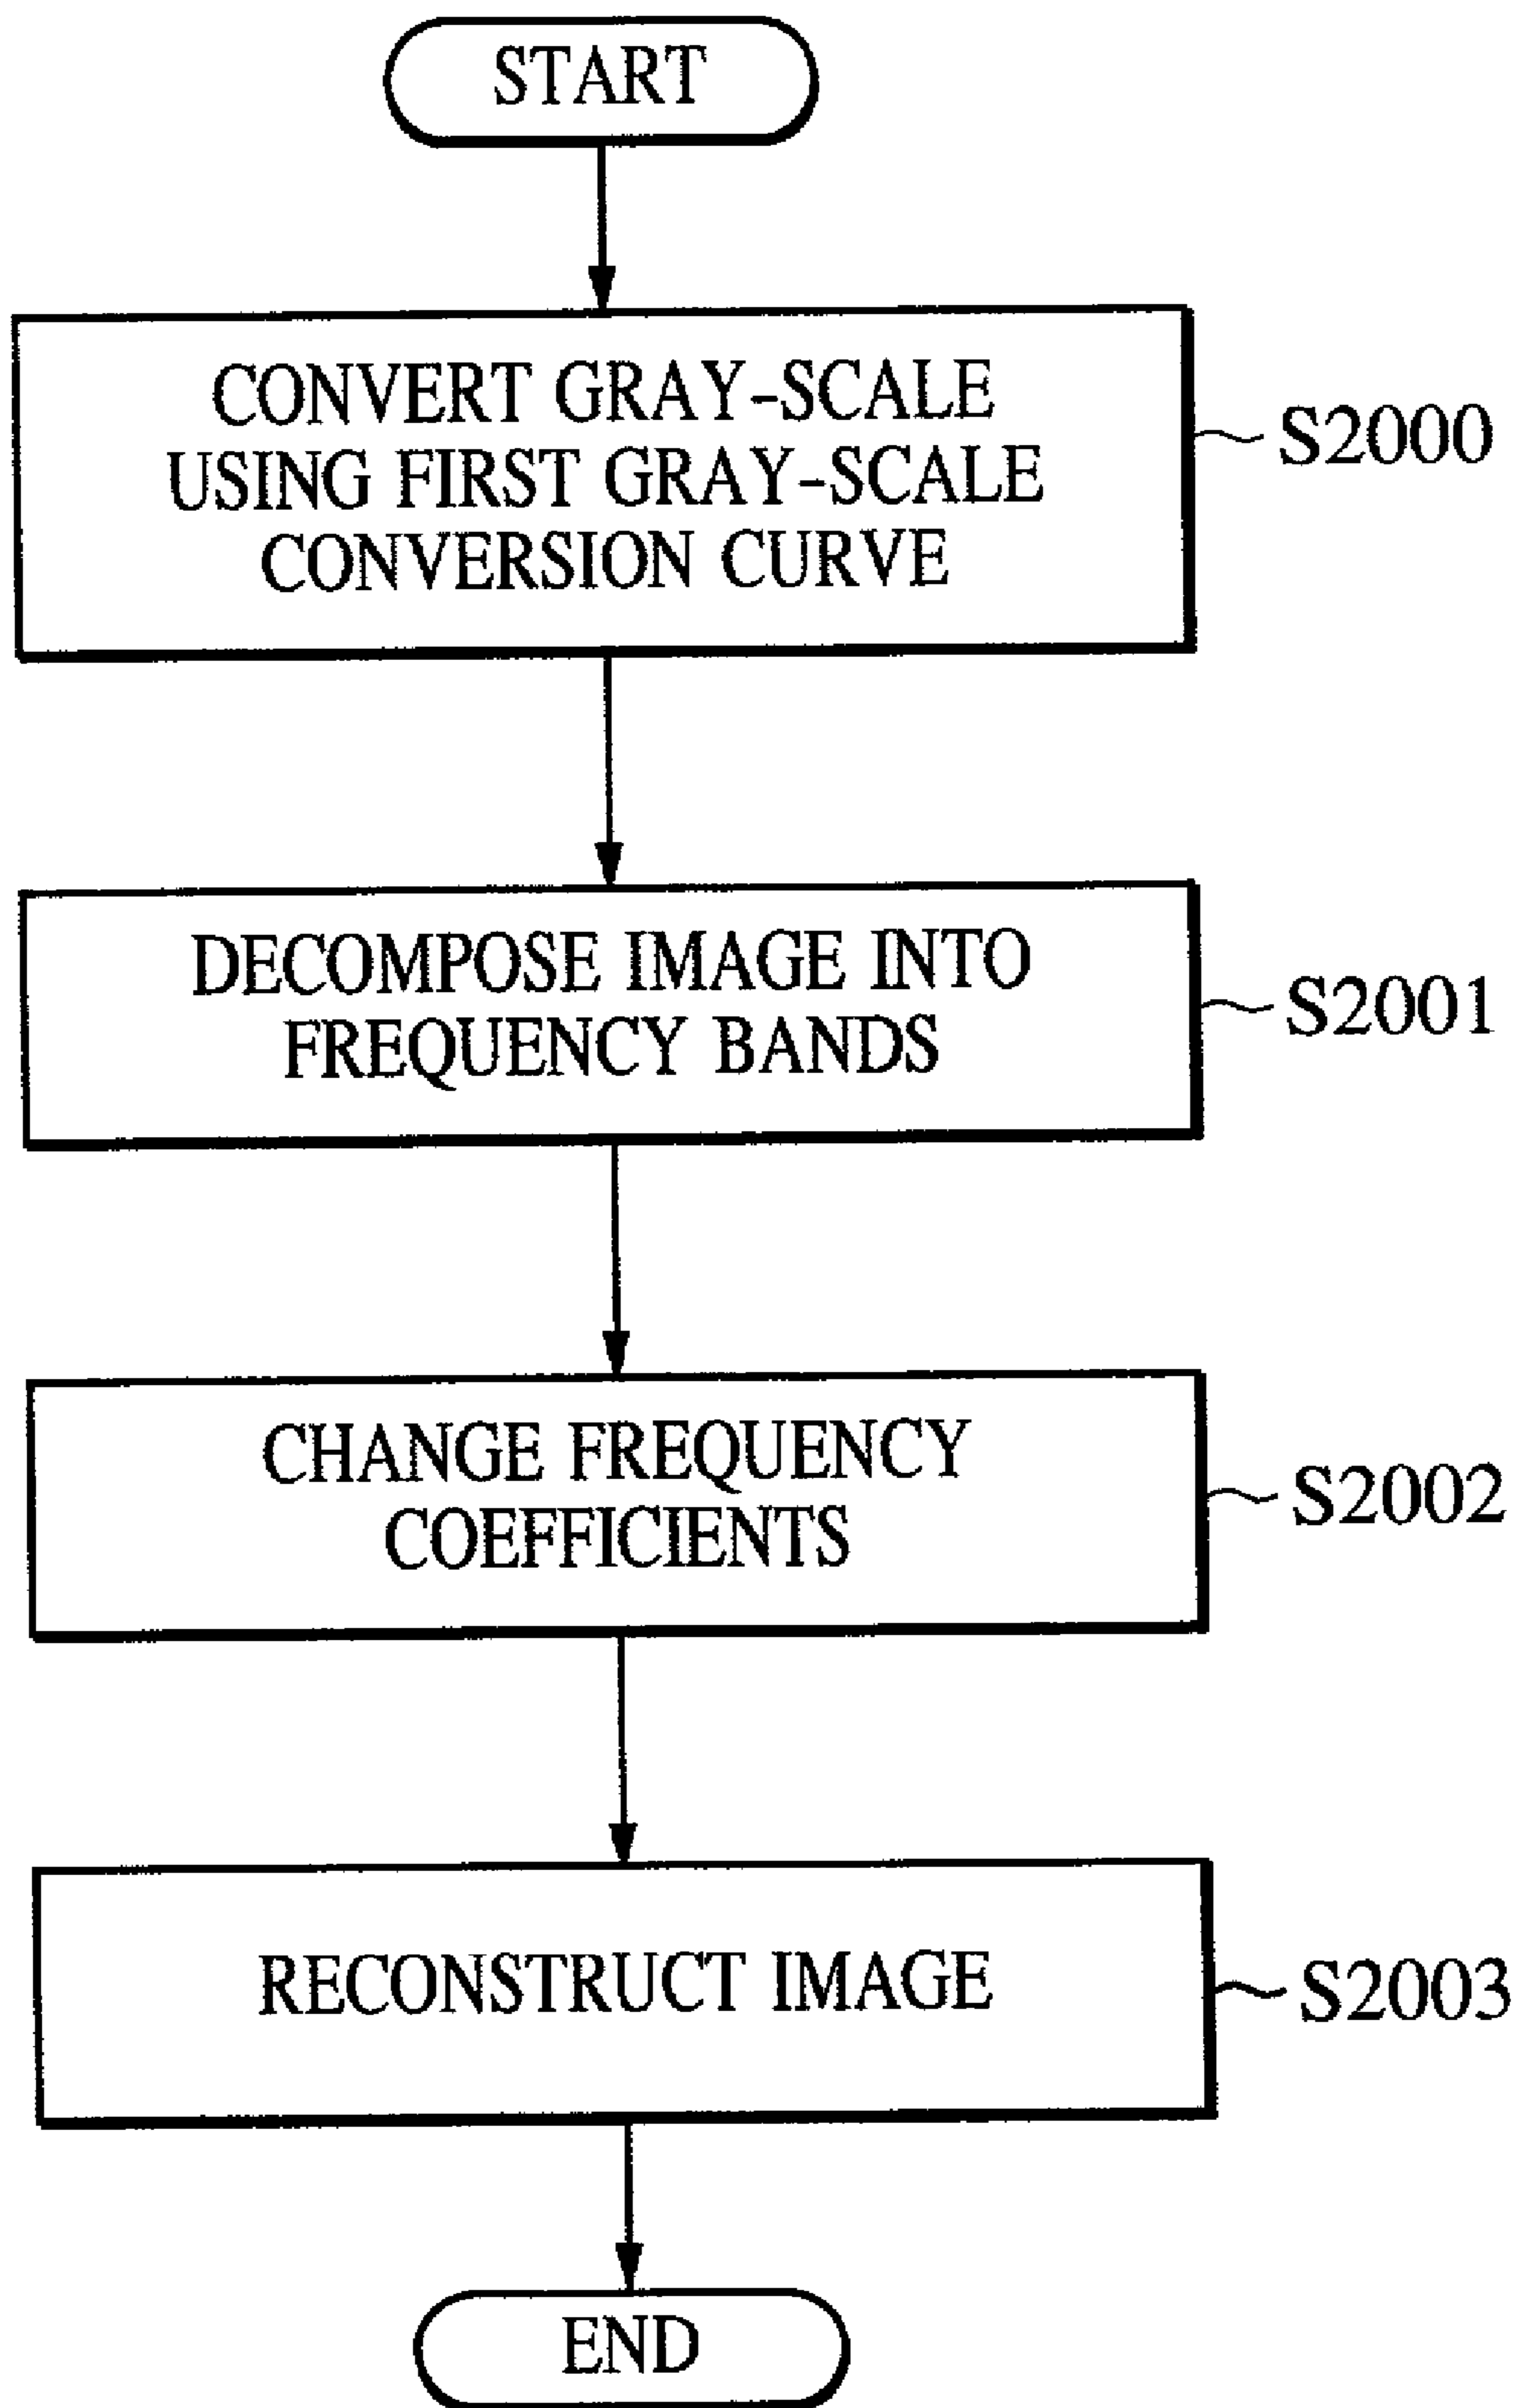 START
CONVERT GRAY-SCALE
USING FIRST GRAY-SCALE
CONVERSION CURVE
S2000
DECOMPOSE IMAGE INTO
FREQUENCY BANDS
S2001
CHANGE FREQUENCY
COEFFICIENTS
S2002
RECONSTRUCT IMAGE
S2003
END